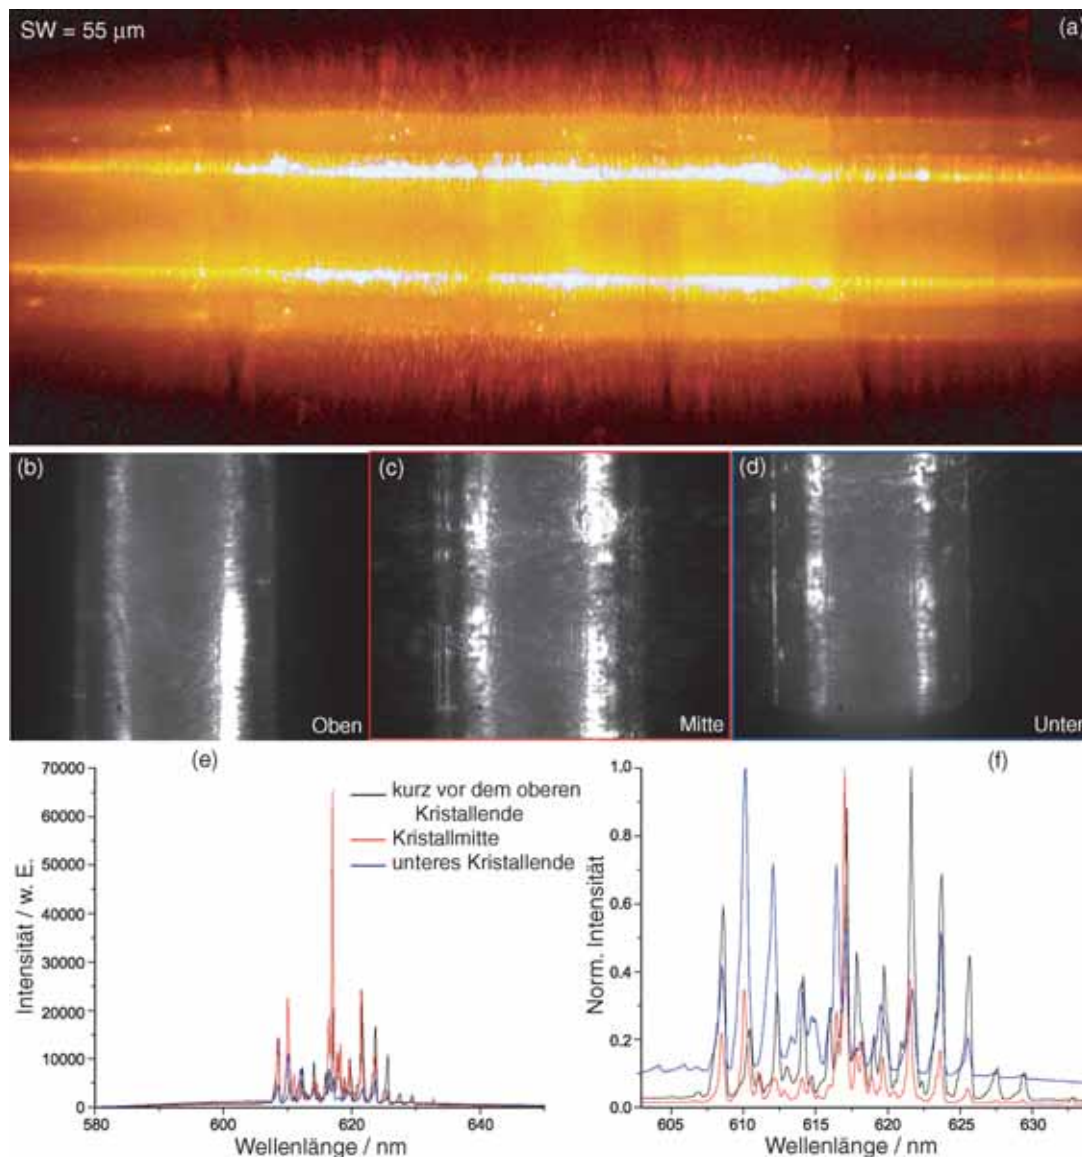 SW = 55 µm
(a)
(b)
Oben
(c)
Mitte
(d)
Unten
(e)
70000
60000
50000
40000
30000
20000
10000
0
Intensität / w. E.
580
600
620
640
Wellenlänge / nm
kurz vor dem oberen
Kristallende
Kristallmitte
unteres Kristallende
(f)
1.0
0.8
0.6
0.4
0.2
0.0
Norm. Intensität
605
610
615
620
625
630
Wellenlänge / nm